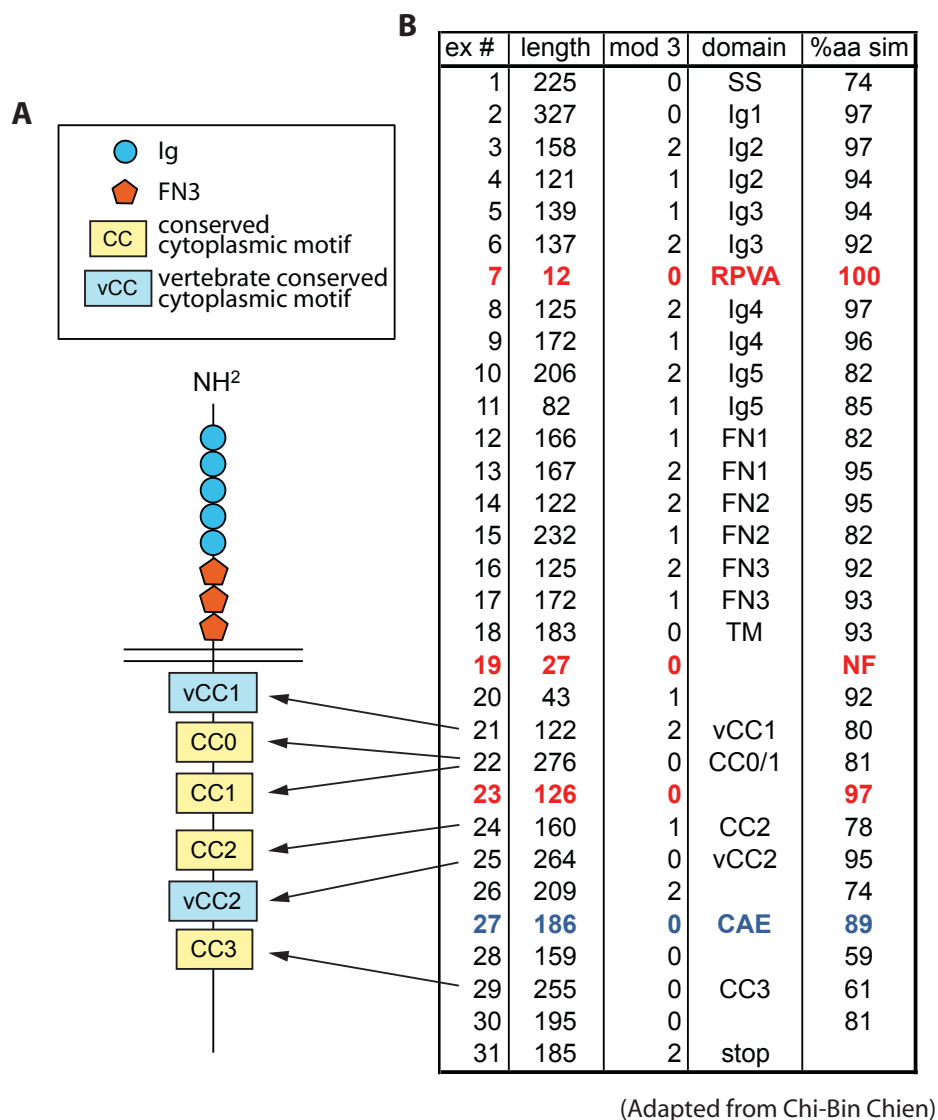 A
Ig
FN3
CC conserved
cytoplasmic motif
vCC vertebrate conserved
cytoplasmic motif
NH²
vCC1
CC0
CC1
CC2
vCC2
CC3
B
ex # length mod 3 domain %aa sim
1 225 0 SS 74
2 327 0 Ig1 97
3 158 2 Ig2 97
4 121 1 Ig2 94
5 139 1 Ig3 94
6 137 2 Ig3 92
7 12 0 RPVA 100
8 125 2 Ig4 97
9 172 1 Ig4 96
10 206 2 Ig5 82
11 82 1 Ig5 85
12 166 1 FN1 82
13 167 2 FN1 95
14 122 2 FN2 95
15 232 1 FN2 82
16 125 2 FN3 92
17 172 1 FN3 93
18 183 0 TM 93
19 27 0 NF
20 43 1 92
21 122 2 vCC1 80
22 276 0 CC0/1 81
23 126 0 97
24 160 1 CC2 78
25 264 0 vCC2 95
26 209 2 74
27 186 0 CAE 89
28 159 0 59
29 255 0 CC3 61
30 195 0 81
31 185 2 stop
(Adapted from Chi-Bin Chien)